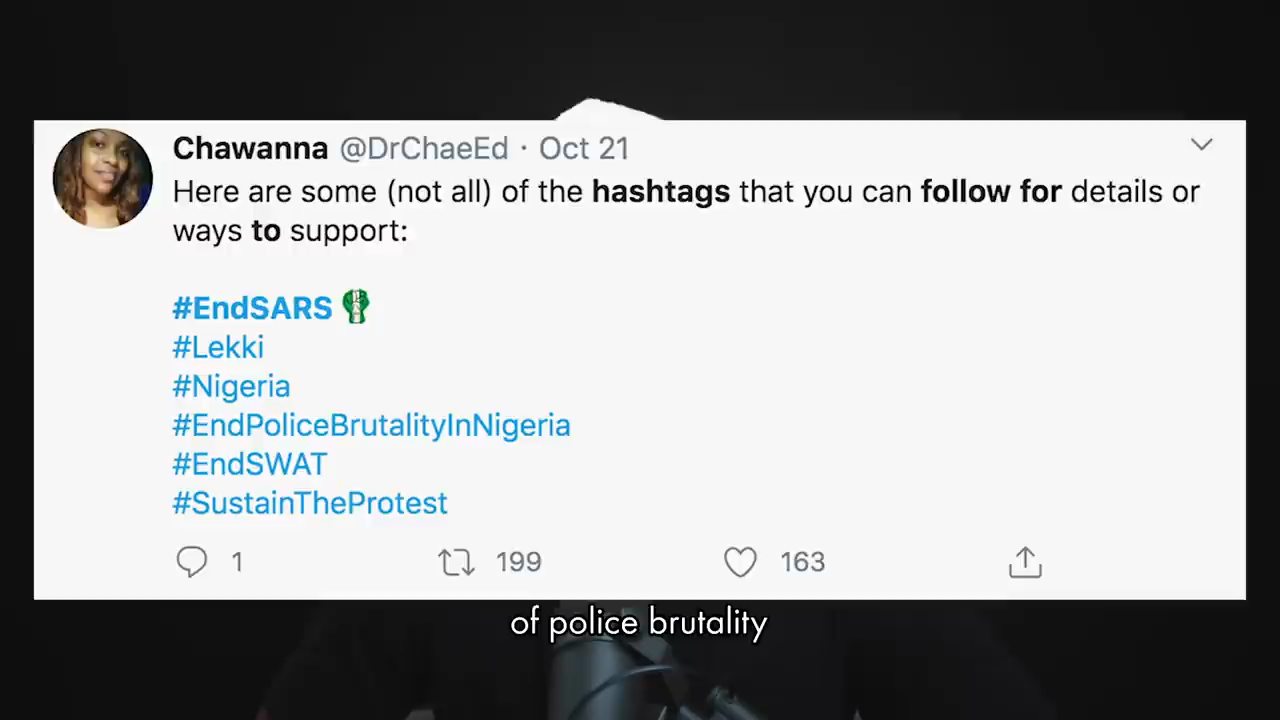 Chawanna @DrChaeEd · Oct 21
Here are some (not all) of the hashtags that you can follow for details or
ways to support:
#EndSARS
#Lekki
#Nigeria
#EndPoliceBrutalityInNigeria
#EndSWAT
#SustainTheProtest
1 199 163
of police brutality